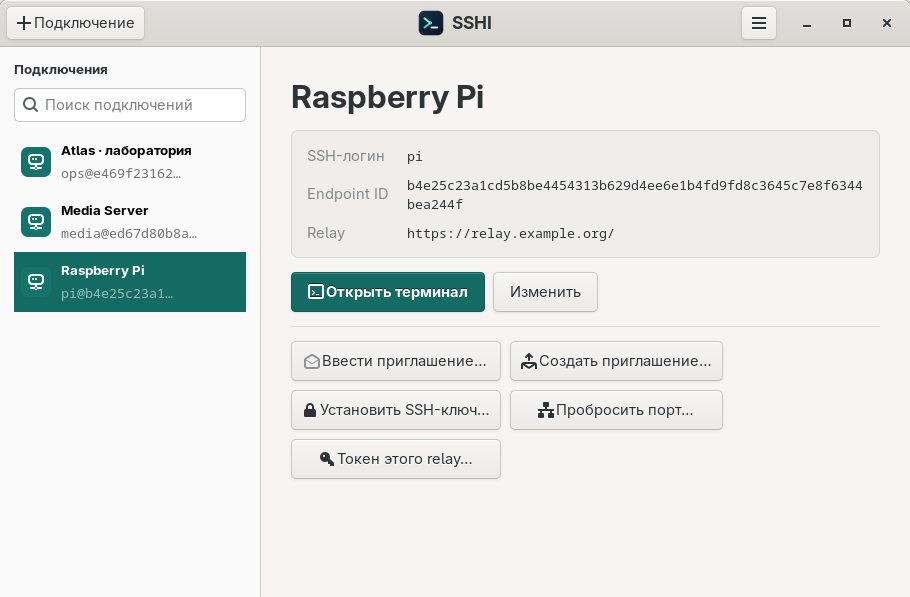 Подключение
SSHI
Подключения
Поиск подключений
Atlas · лаборатория
ops@e469f23162…
Media Server
media@ed67d80b8a…
Raspberry Pi
pi@b4e25c23a1…
Raspberry Pi
SSH-логин pi
Endpoint ID b4e25c23a1cd5b8be4454313b629d4ee6e1b4fd9fd8c3645c7e8f6344
bea244f
Relay https://relay.example.org/
Открыть терминал Изменить
Ввести приглашение… Создать приглашение…
Установить SSH-ключ… Пробросить порт…
Токен этого relay…